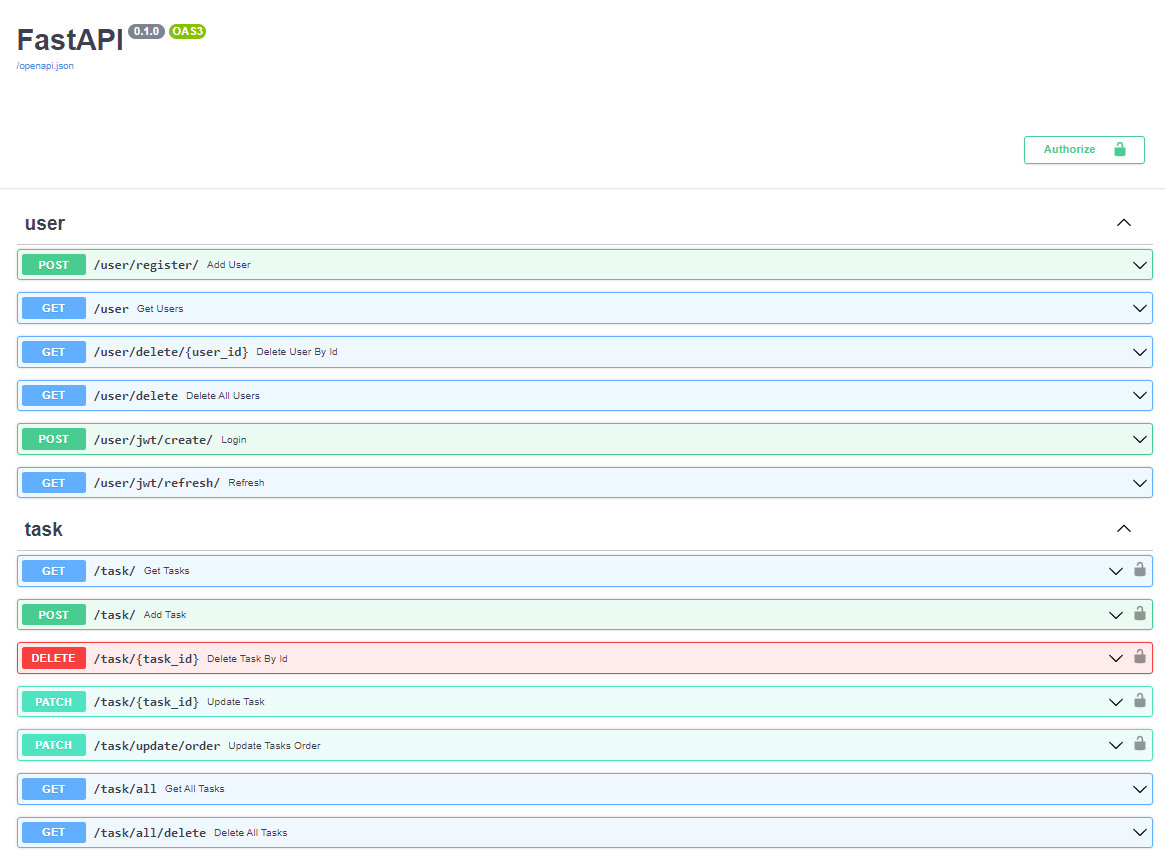 FastAPI 0.1.0 OAS3
/openapi.json
Authorize
user
POST /user/register/ Add User
GET /user Get Users
GET /user/delete/{user_id} Delete User By Id
GET /user/delete Delete All Users
POST /user/jwt/create/ Login
GET /user/jwt/refresh/ Refresh
task
GET /task/ Get Tasks
POST /task/ Add Task
DELETE /task/{task_id} Delete Task By Id
PATCH /task/{task_id} Update Task
PATCH /task/update/order Update Tasks Order
GET /task/all Get All Tasks
GET /task/all/delete Delete All Tasks